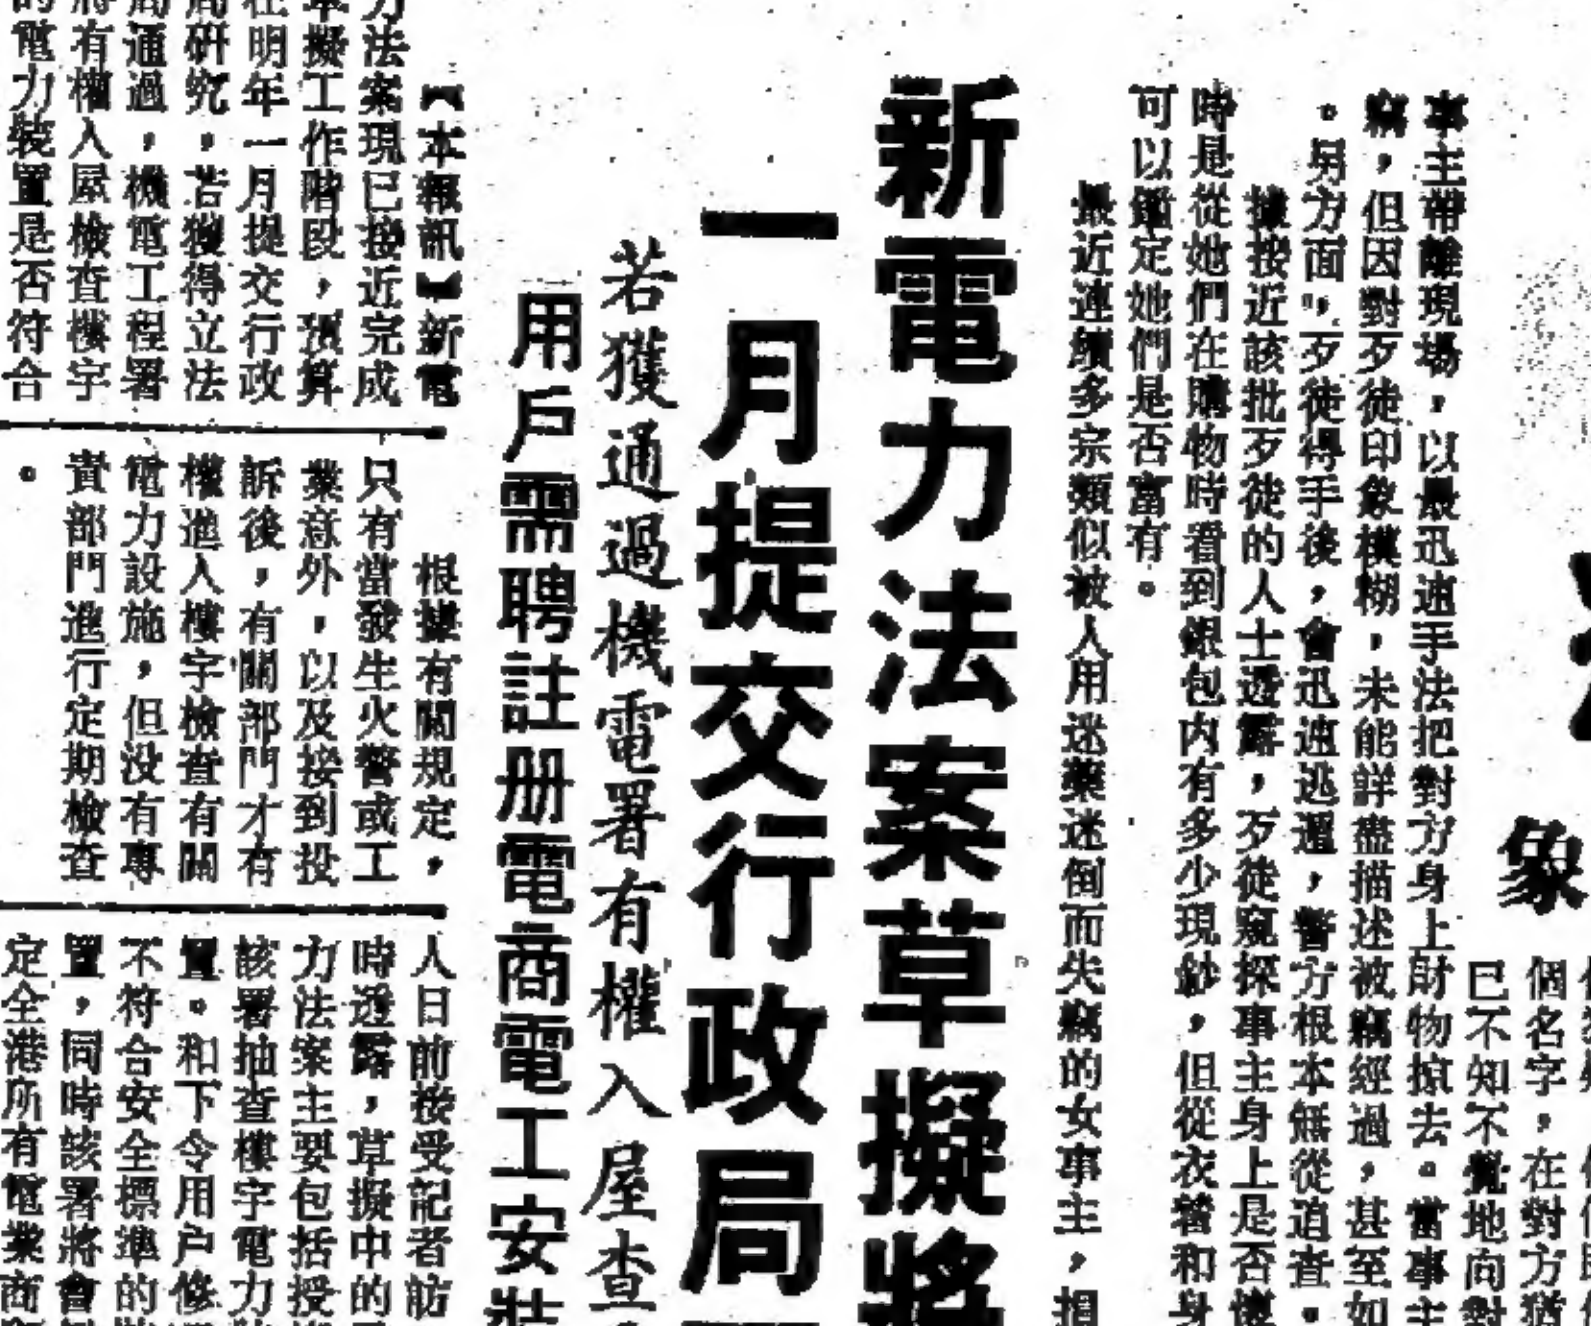 象
個名字，在對方
巳不知不覺地向對
事主帶離現場，以最迅速手法把對方身上財物掠去。當事主
竊，但因對歹徒印象模糊，未能詳盡描述被竊經過，甚至如
。另方面，歹徒得手後，會迅速逃遁，警方根本無從追查。
據接近該批歹徒的人士透露，歹徒窺探事主身上是否懷
時是從她們在購物時看到銀包內有多少現鈔，但從衣著和身
可以鑑定她們是否富有。
最近連續多宗類似被人用迷藥迷倒而失竊的女事主，損
新電力法案草擬將
一月提交行政局
若獲通過機電署有權入屋查
用戶需聘註册電商電工安裝
【本報訊】新電
力法案現已接近完成
草擬工作階段，預算
在明年一月提交行政
局研究，若獲得立法
局通過，機電工程署
將有權入屋檢查樓宇
的電力裝置是否符合
根據有關規定，
只有當發生火警或工
業意外，以及接到投
訴後，有關部門才有
權進入樓宇檢查有關
電力設施，但沒有專
責部門進行定期檢查
。
人日前接受記者訪
時透露，草擬中的
力法案主要包括授
該署抽查樓宇電力
置。和下令用户修
不符合安全標準的
置，同時該署將會
定全港所有電業商